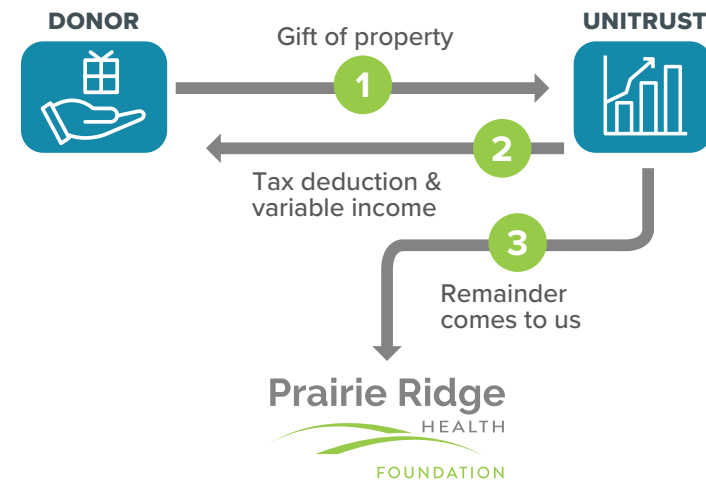 DONOR
UNITRUST
Gift of property
1
2
Tax deduction &
variable income
3
Remainder
comes to us
Prairie Ridge
HEALTH
FOUNDATION